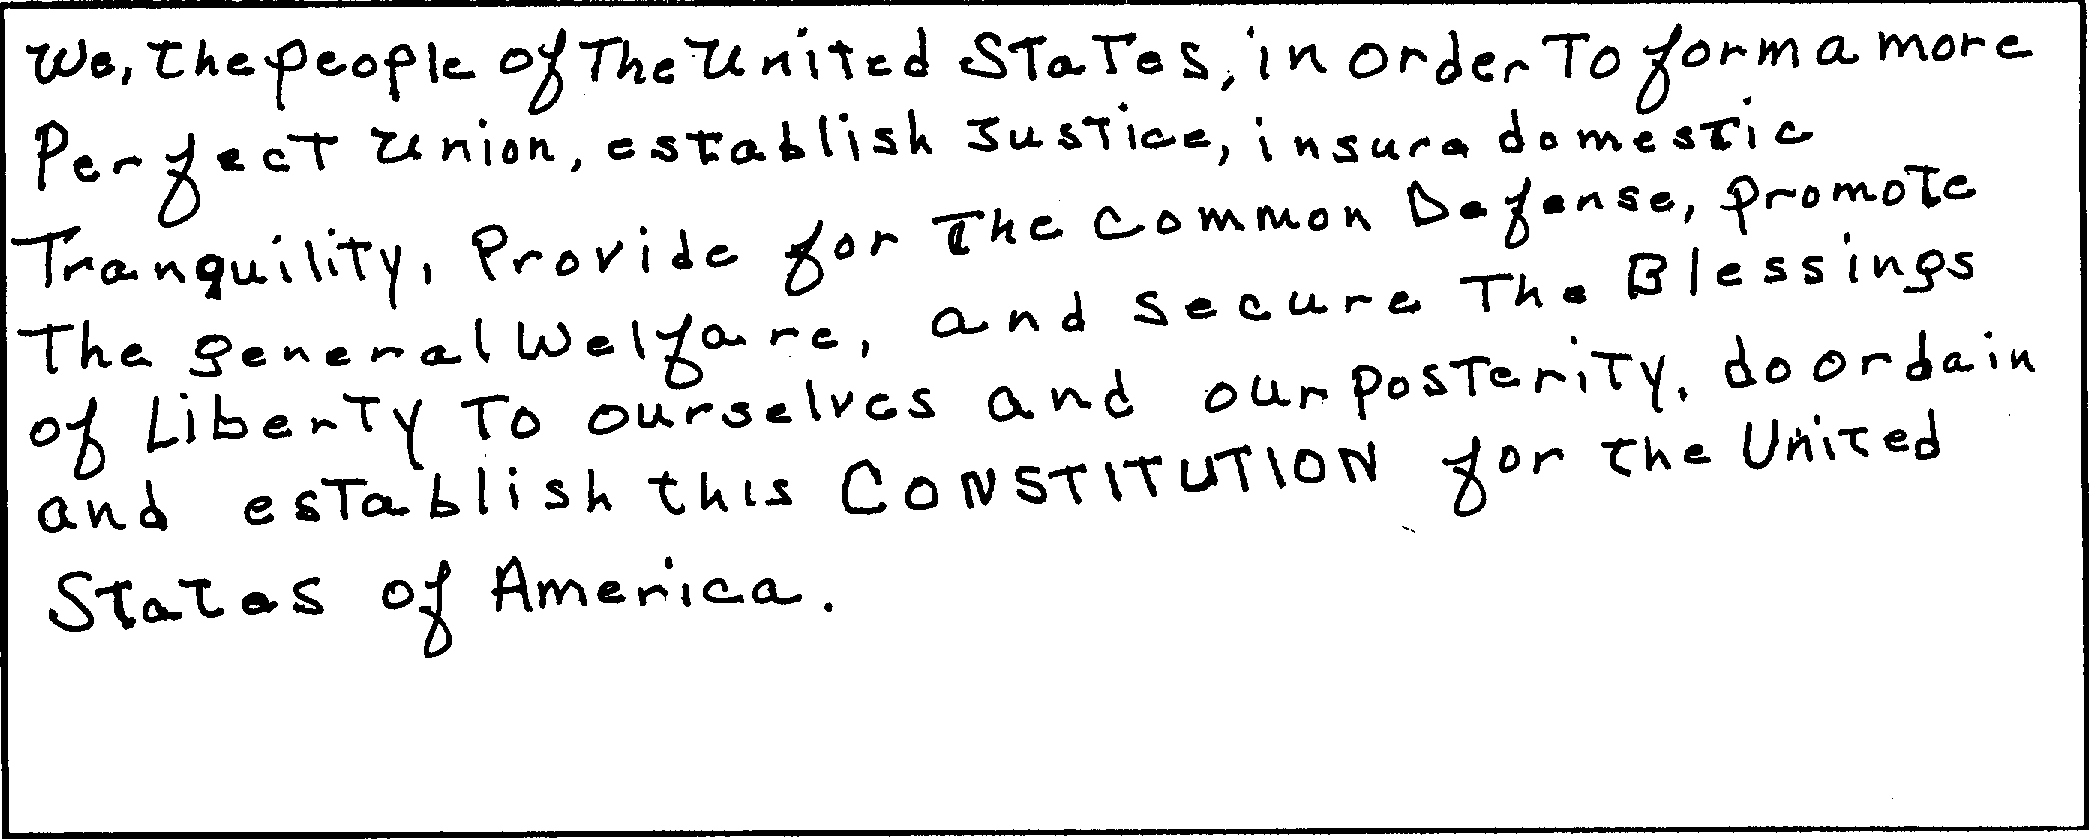 We, the people of The United States, in order To form a more
Perfect Union, establish Justice, insure domestic
Tranquility, Provide for The Common Defense, promote
The general Welfare, and secure The Blessings
of Liberty To ourselves and our posterity, do ordain
and establish this CONSTITUTION for the United
States of America.